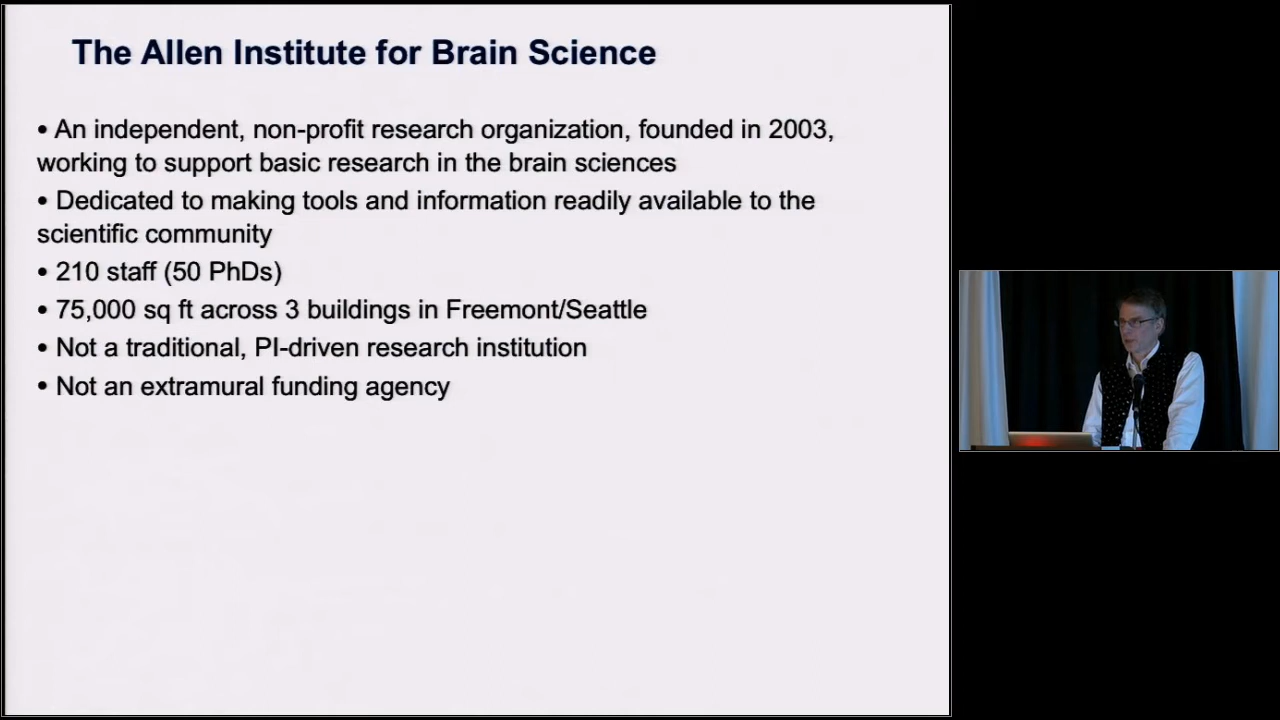 The Allen Institute for Brain Science
• An independent, non-profit research organization, founded in 2003,
working to support basic research in the brain sciences
• Dedicated to making tools and information readily available to the
scientific community
• 210 staff (50 PhDs)
• 75,000 sq ft across 3 buildings in Freemont/Seattle
• Not a traditional, PI-driven research institution
• Not an extramural funding agency